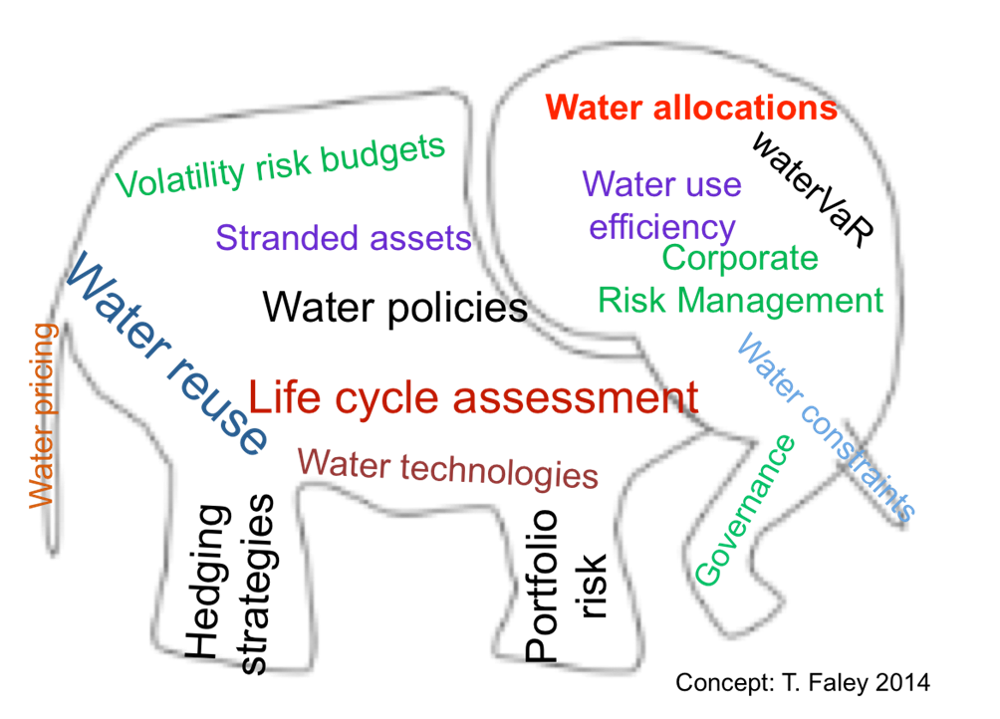 Water allocations
waterVaR
Volatility risk budgets
Water use
efficiency
Stranded assets
Corporate
Risk Management
Water policies
Water reuse
Water pricing
Water constraints
Life cycle assessment
Water technologies
Governance
Hedging
strategies
Portfolio
risk
Concept: T. Faley 2014